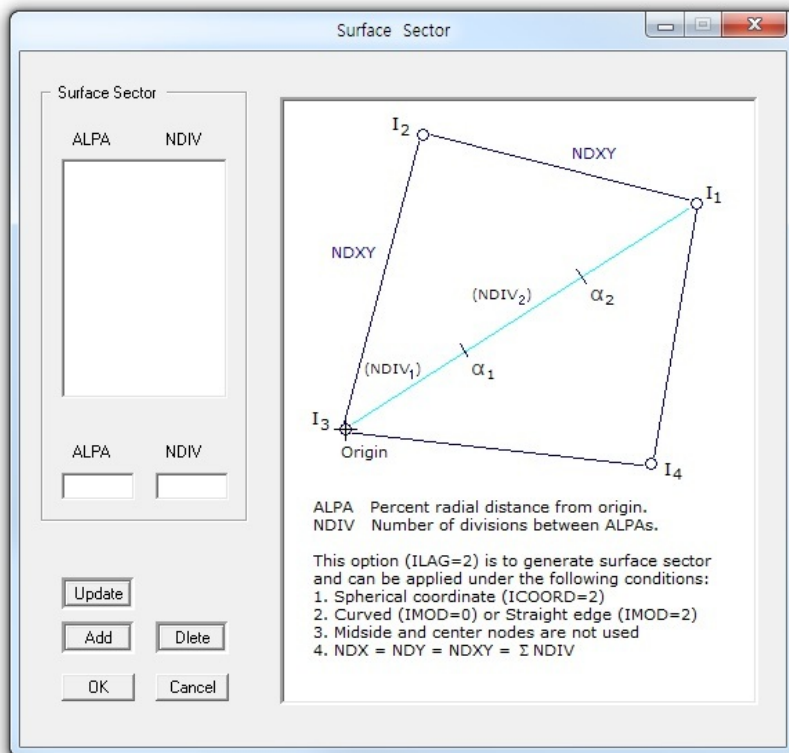 Surface Sector
Surface Sector
ALPA NDIV
ALPA NDIV
Update
Add Dlete
OK Cancel
I2
NDXY
I1
NDXY
(NDIV2)
α2
(NDIV1)
α1
I3
Origin
I4
ALPA Percent radial distance from origin.
NDIV Number of divisions between ALPAs.
This option (ILAG=2) is to generate surface sector
and can be applied under the following conditions:
1. Spherical coordinate (ICOORD=2)
2. Curved (IMOD=0) or Straight edge (IMOD=2)
3. Midside and center nodes are not used
4. NDX = NDY = NDXY = Σ NDIV